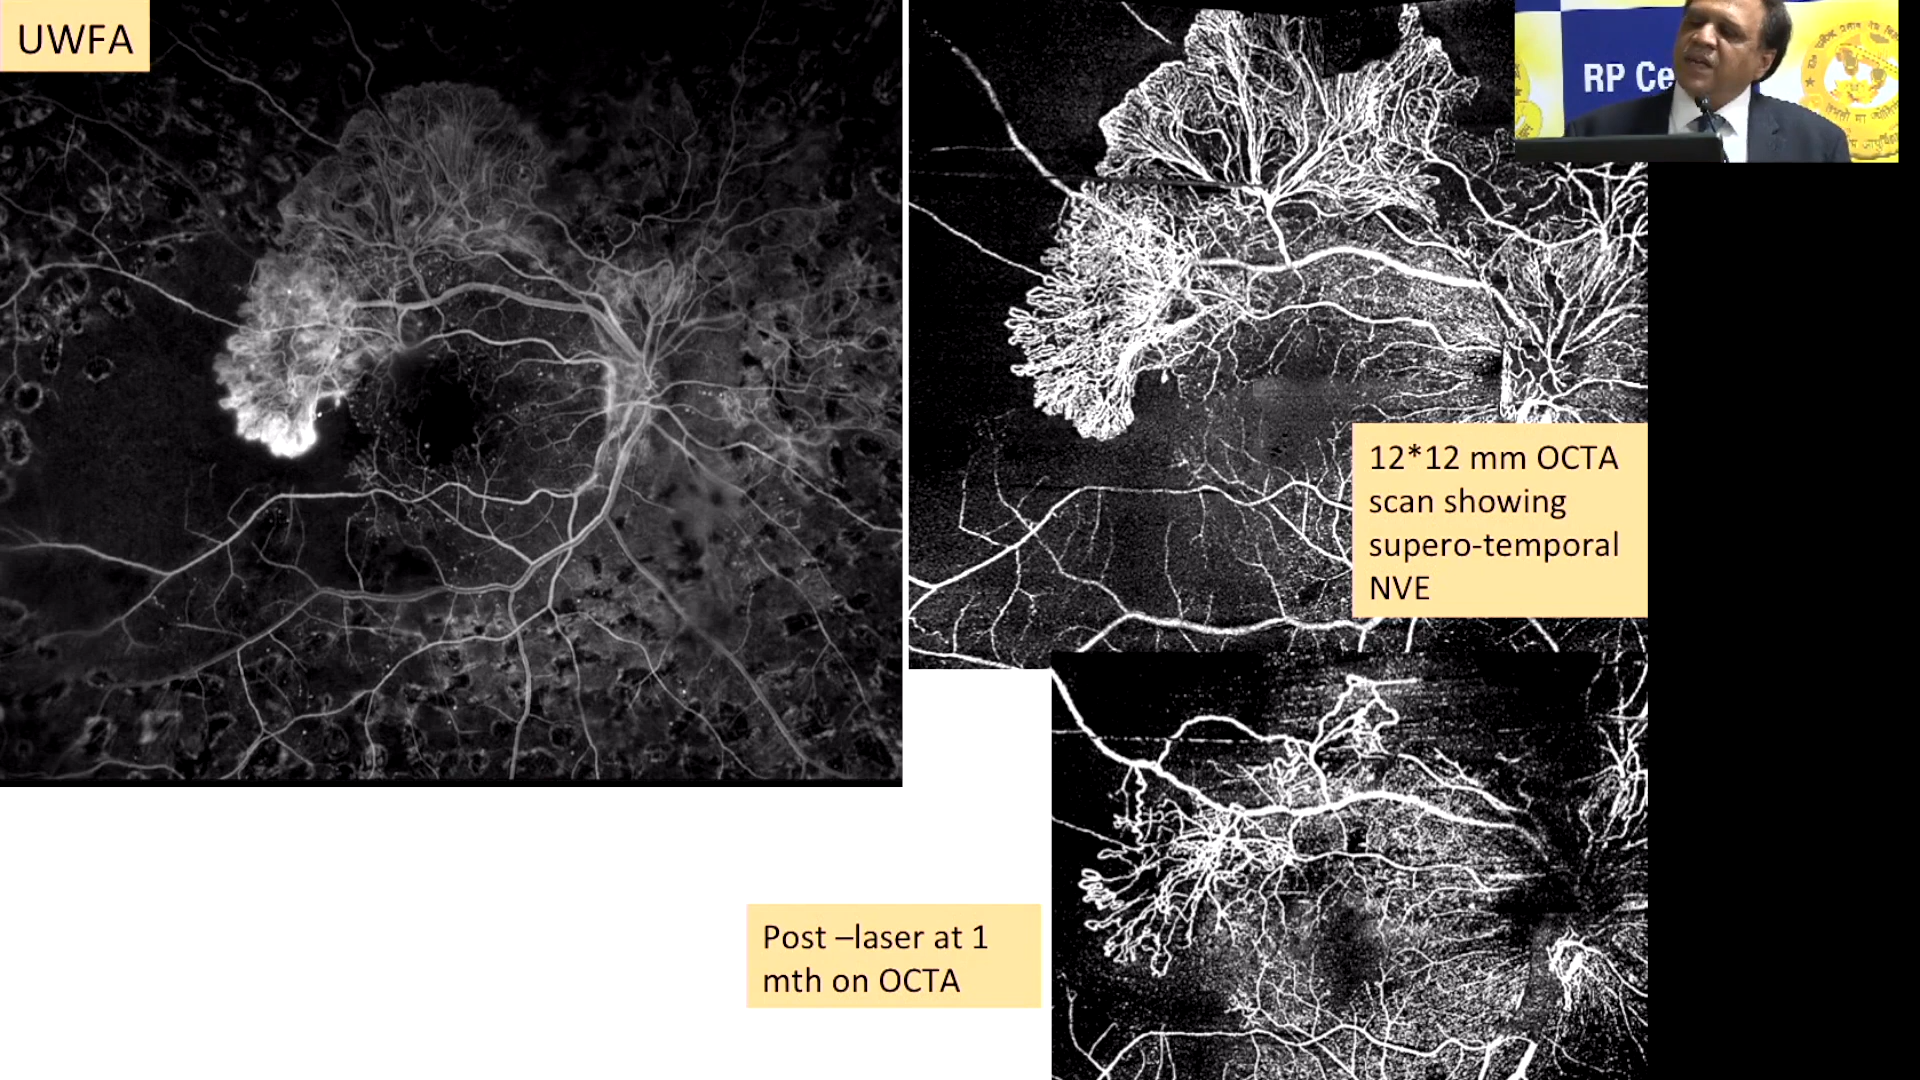 UWFA
RP Ce
12*12 mm OCTA
scan showing
supero-temporal
NVE
Post –laser at 1
mth on OCTA